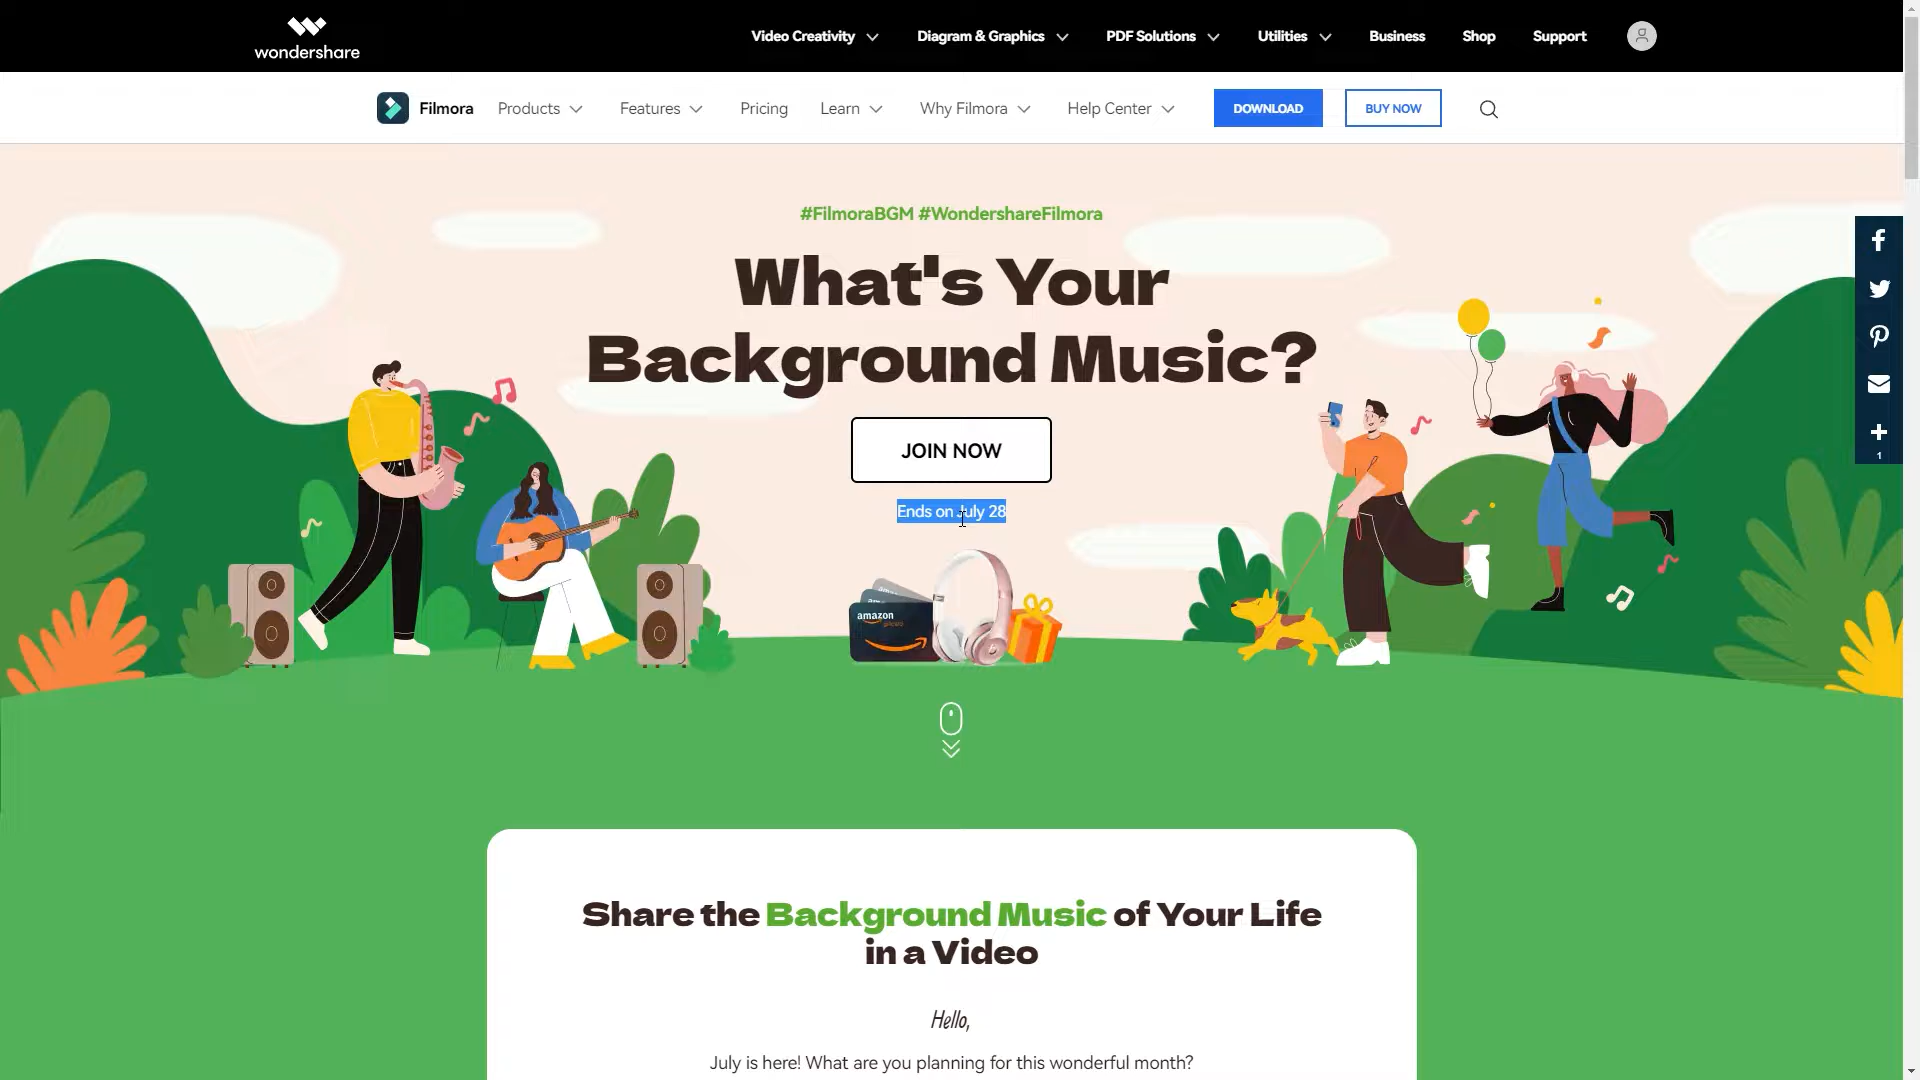 wondershare
Video Creativity
Diagram & Graphics
PDF Solutions
Utilities
Business
Shop
Support
Filmora
Products
Features
Pricing
Learn
Why Filmora
Help Center
DOWNLOAD
BUY NOW
#FilmoraBGM #WondershareFilmora
What's Your
Background Music?
JOIN NOW
Ends on July 28
amazon
1
Share the Background Music of Your Life
in a Video
Hello,
July is here! What are you planning for this wonderful month?